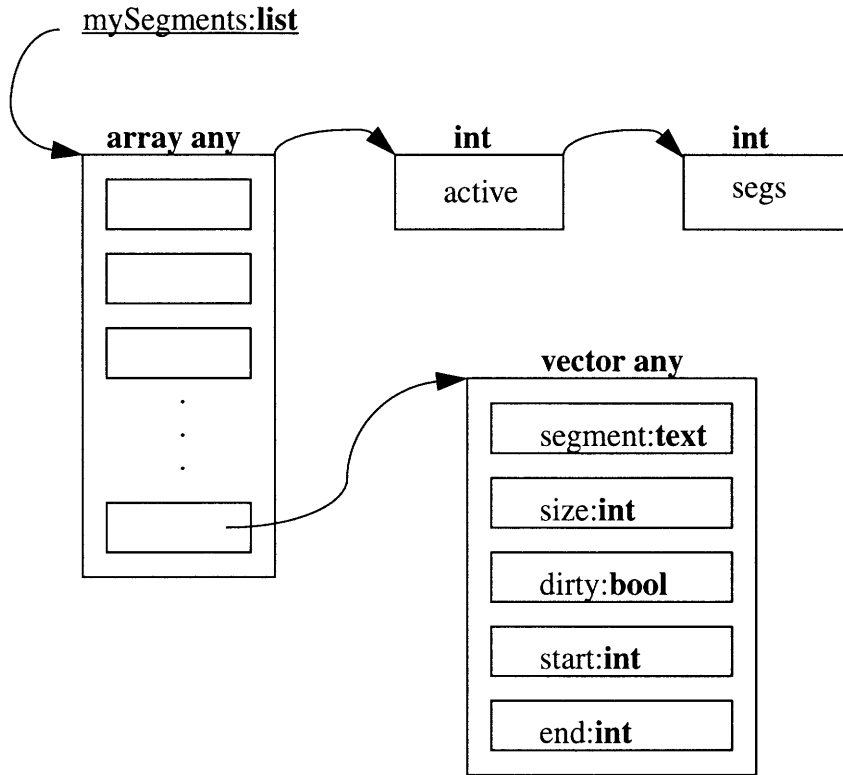 mySegments:list
array any
int
int
active
segs
vector any
segment:text
size:int
dirty:bool
start:int
end:int